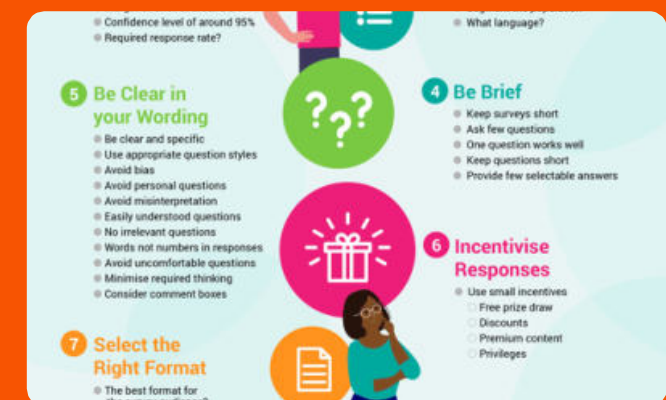 Confidence level of around 95%
Required response rate?
What language?
4 Be Brief
Keep surveys short
Ask few questions
One question works well
Keep questions short
Provide few selectable answers
5 Be Clear in
your Wording
Be clear and specific
Use appropriate question styles
Avoid bias
Avoid personal questions
Avoid misinterpretation
Easily understood questions
No irrelevant questions
Words not numbers in responses
Avoid uncomfortable questions
Minimise required thinking
Consider comment boxes
???
6 Incentivise
Responses
Use small incentives
Free prize draw
Discounts
Premium content
Privileges
7 Select the
Right Format
The best format for